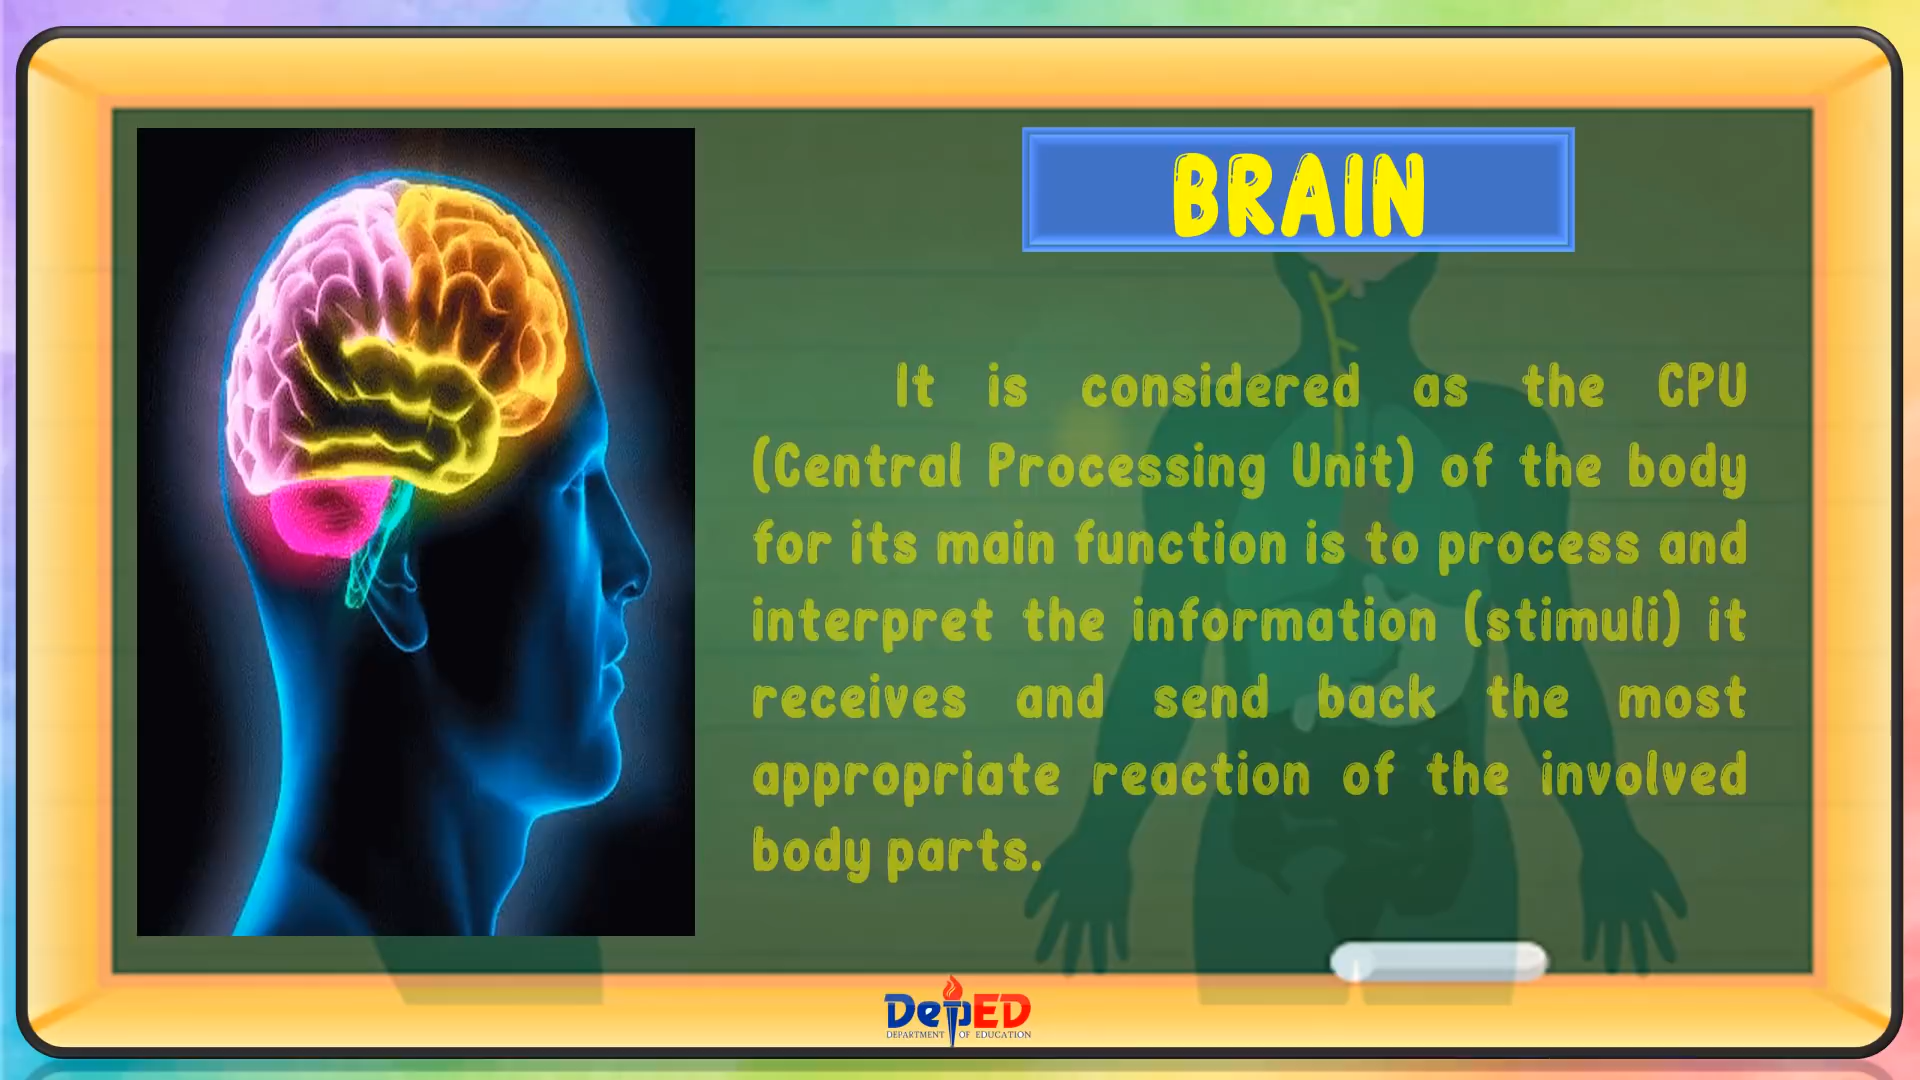 BRAIN
It is considered as the CPU
(Central Processing Unit) of the body
for its main function is to process and
interpret the information (stimuli) it
receives and send back the most
appropriate reaction of the involved
body parts.
DepED
DEPARTMENT OF EDUCATION